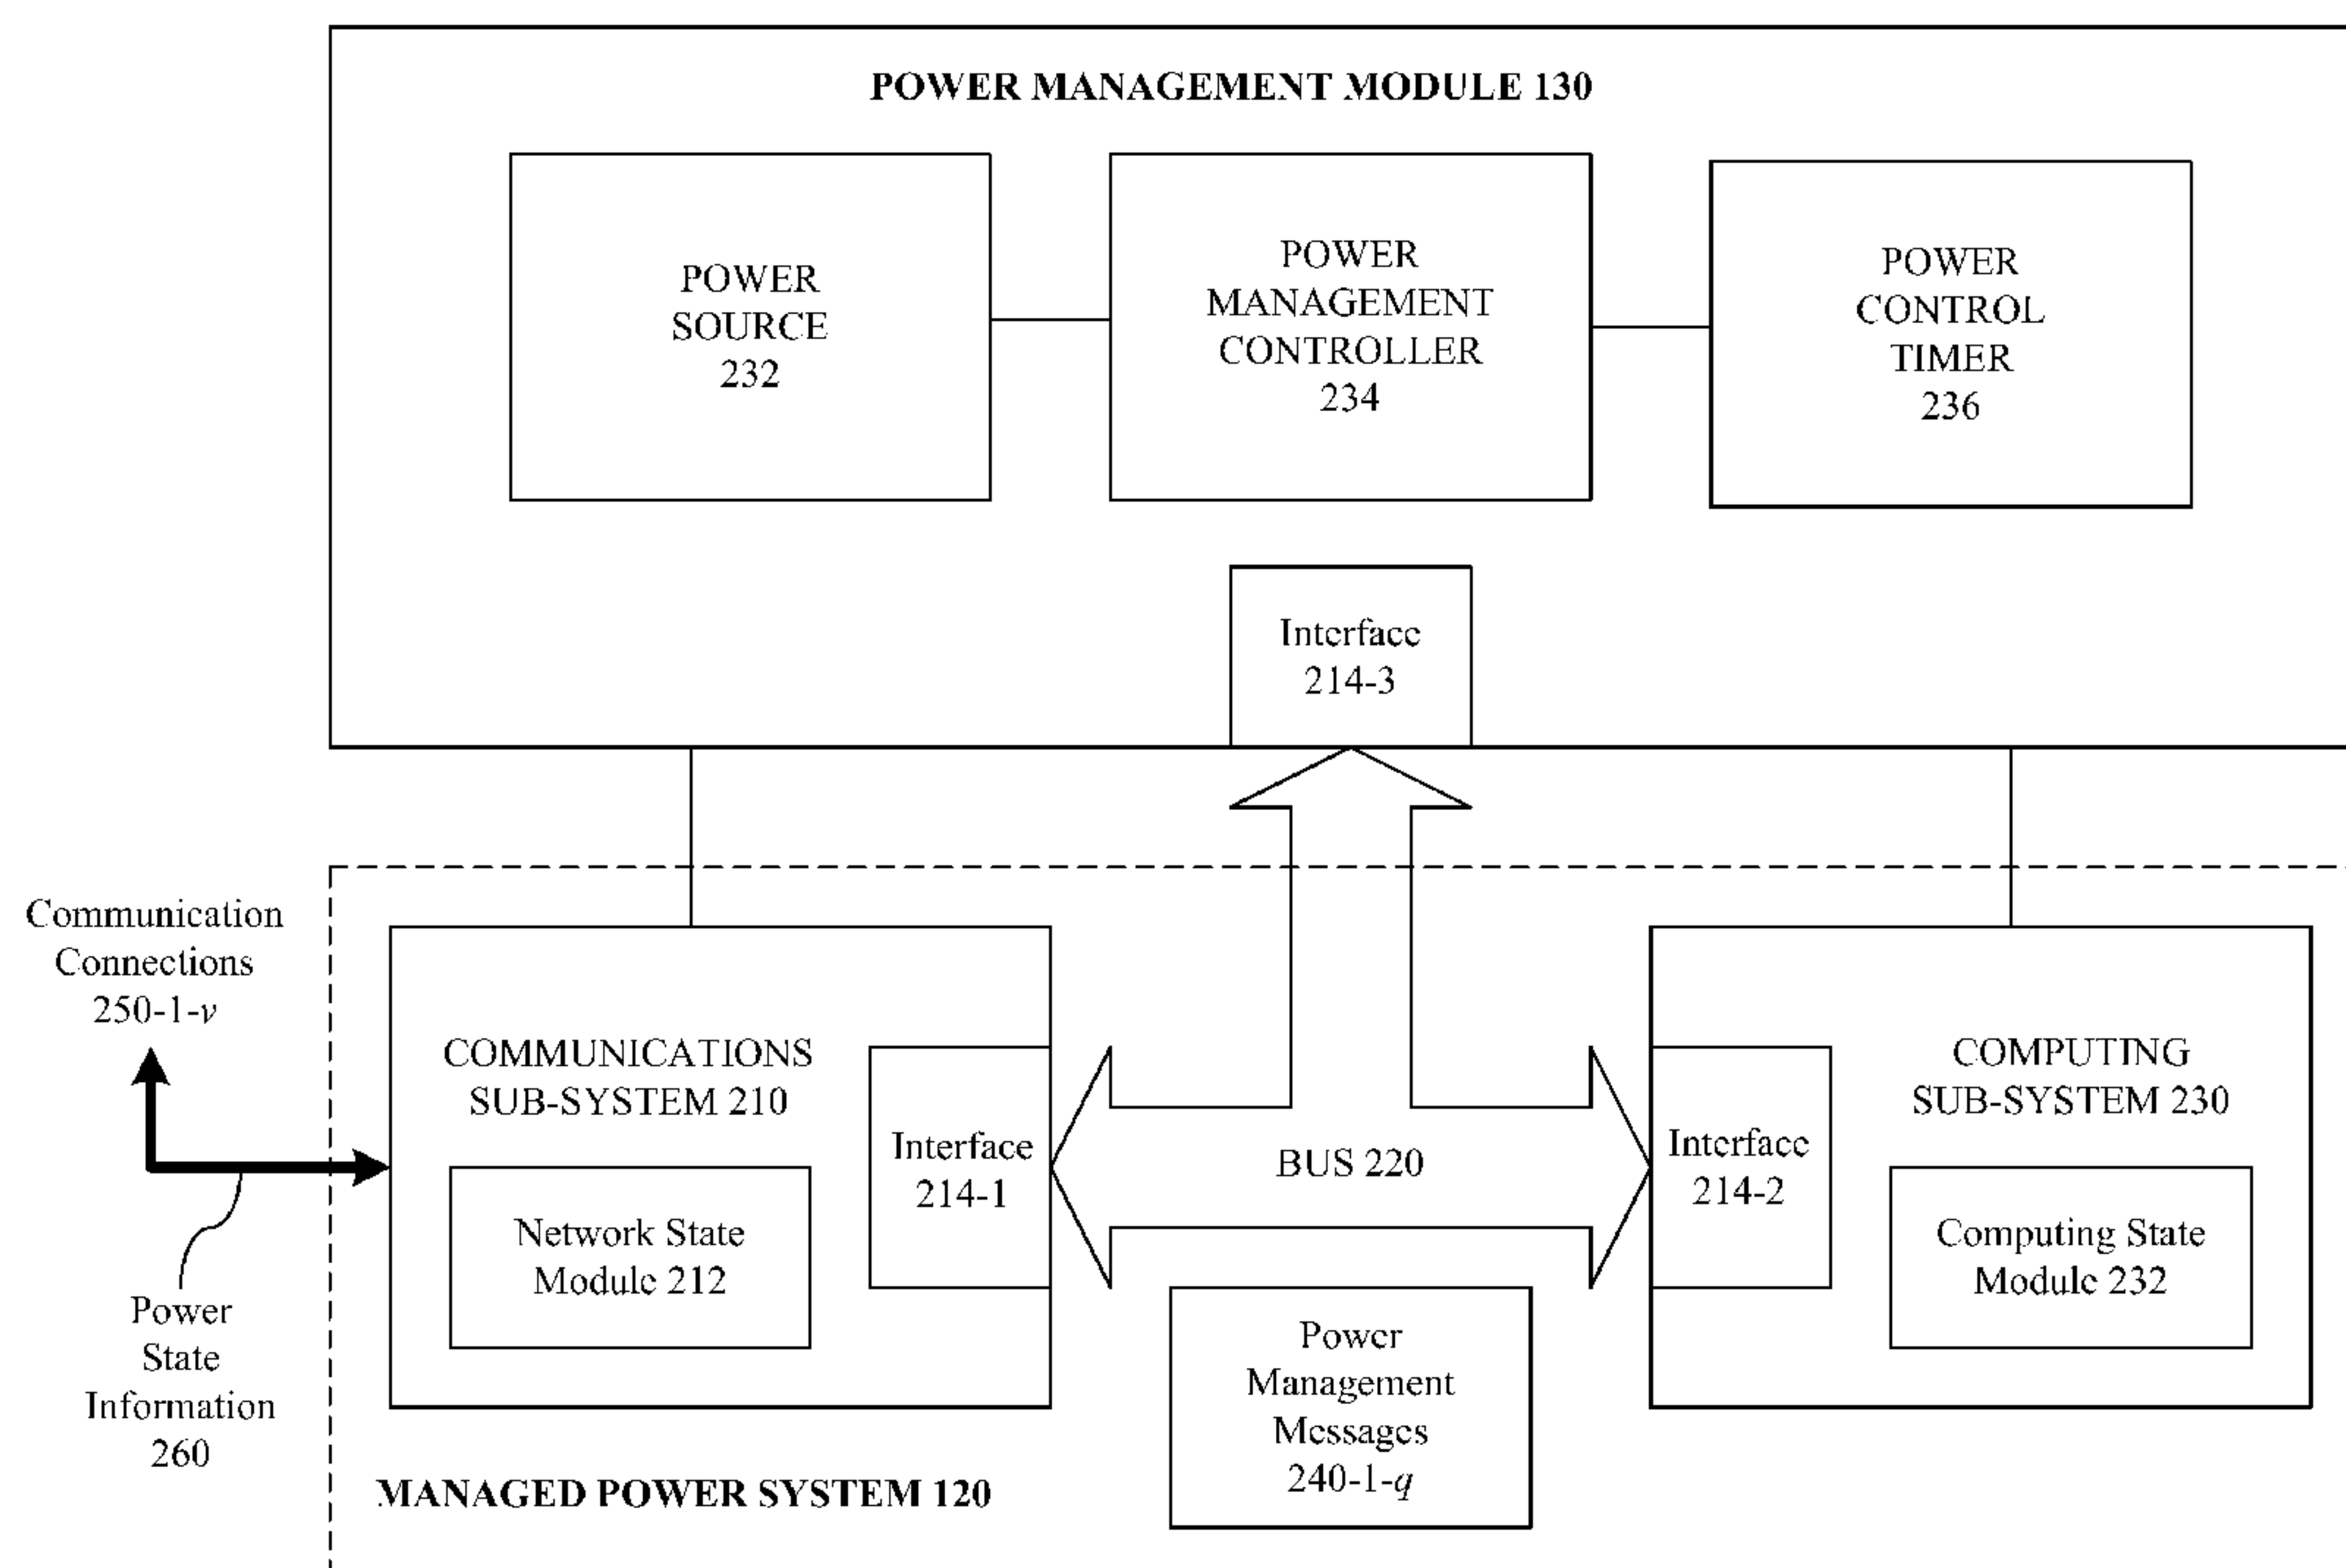 POWER MANAGEMENT MODULE 130
POWER
SOURCE
232
POWER
MANAGEMENT
CONTROLLER
234
POWER
CONTROL
TIMER
236
Interface
214-3
Communication
Connections
250-1-v
COMMUNICATIONS
SUB-SYSTEM 210
Interface
214-1
Network State
Module 212
BUS 220
Interface
214-2
COMPUTING
SUB-SYSTEM 230
Computing State
Module 232
Power
State
Information
260
Power
Management
Messages
240-1-q
MANAGED POWER SYSTEM 120